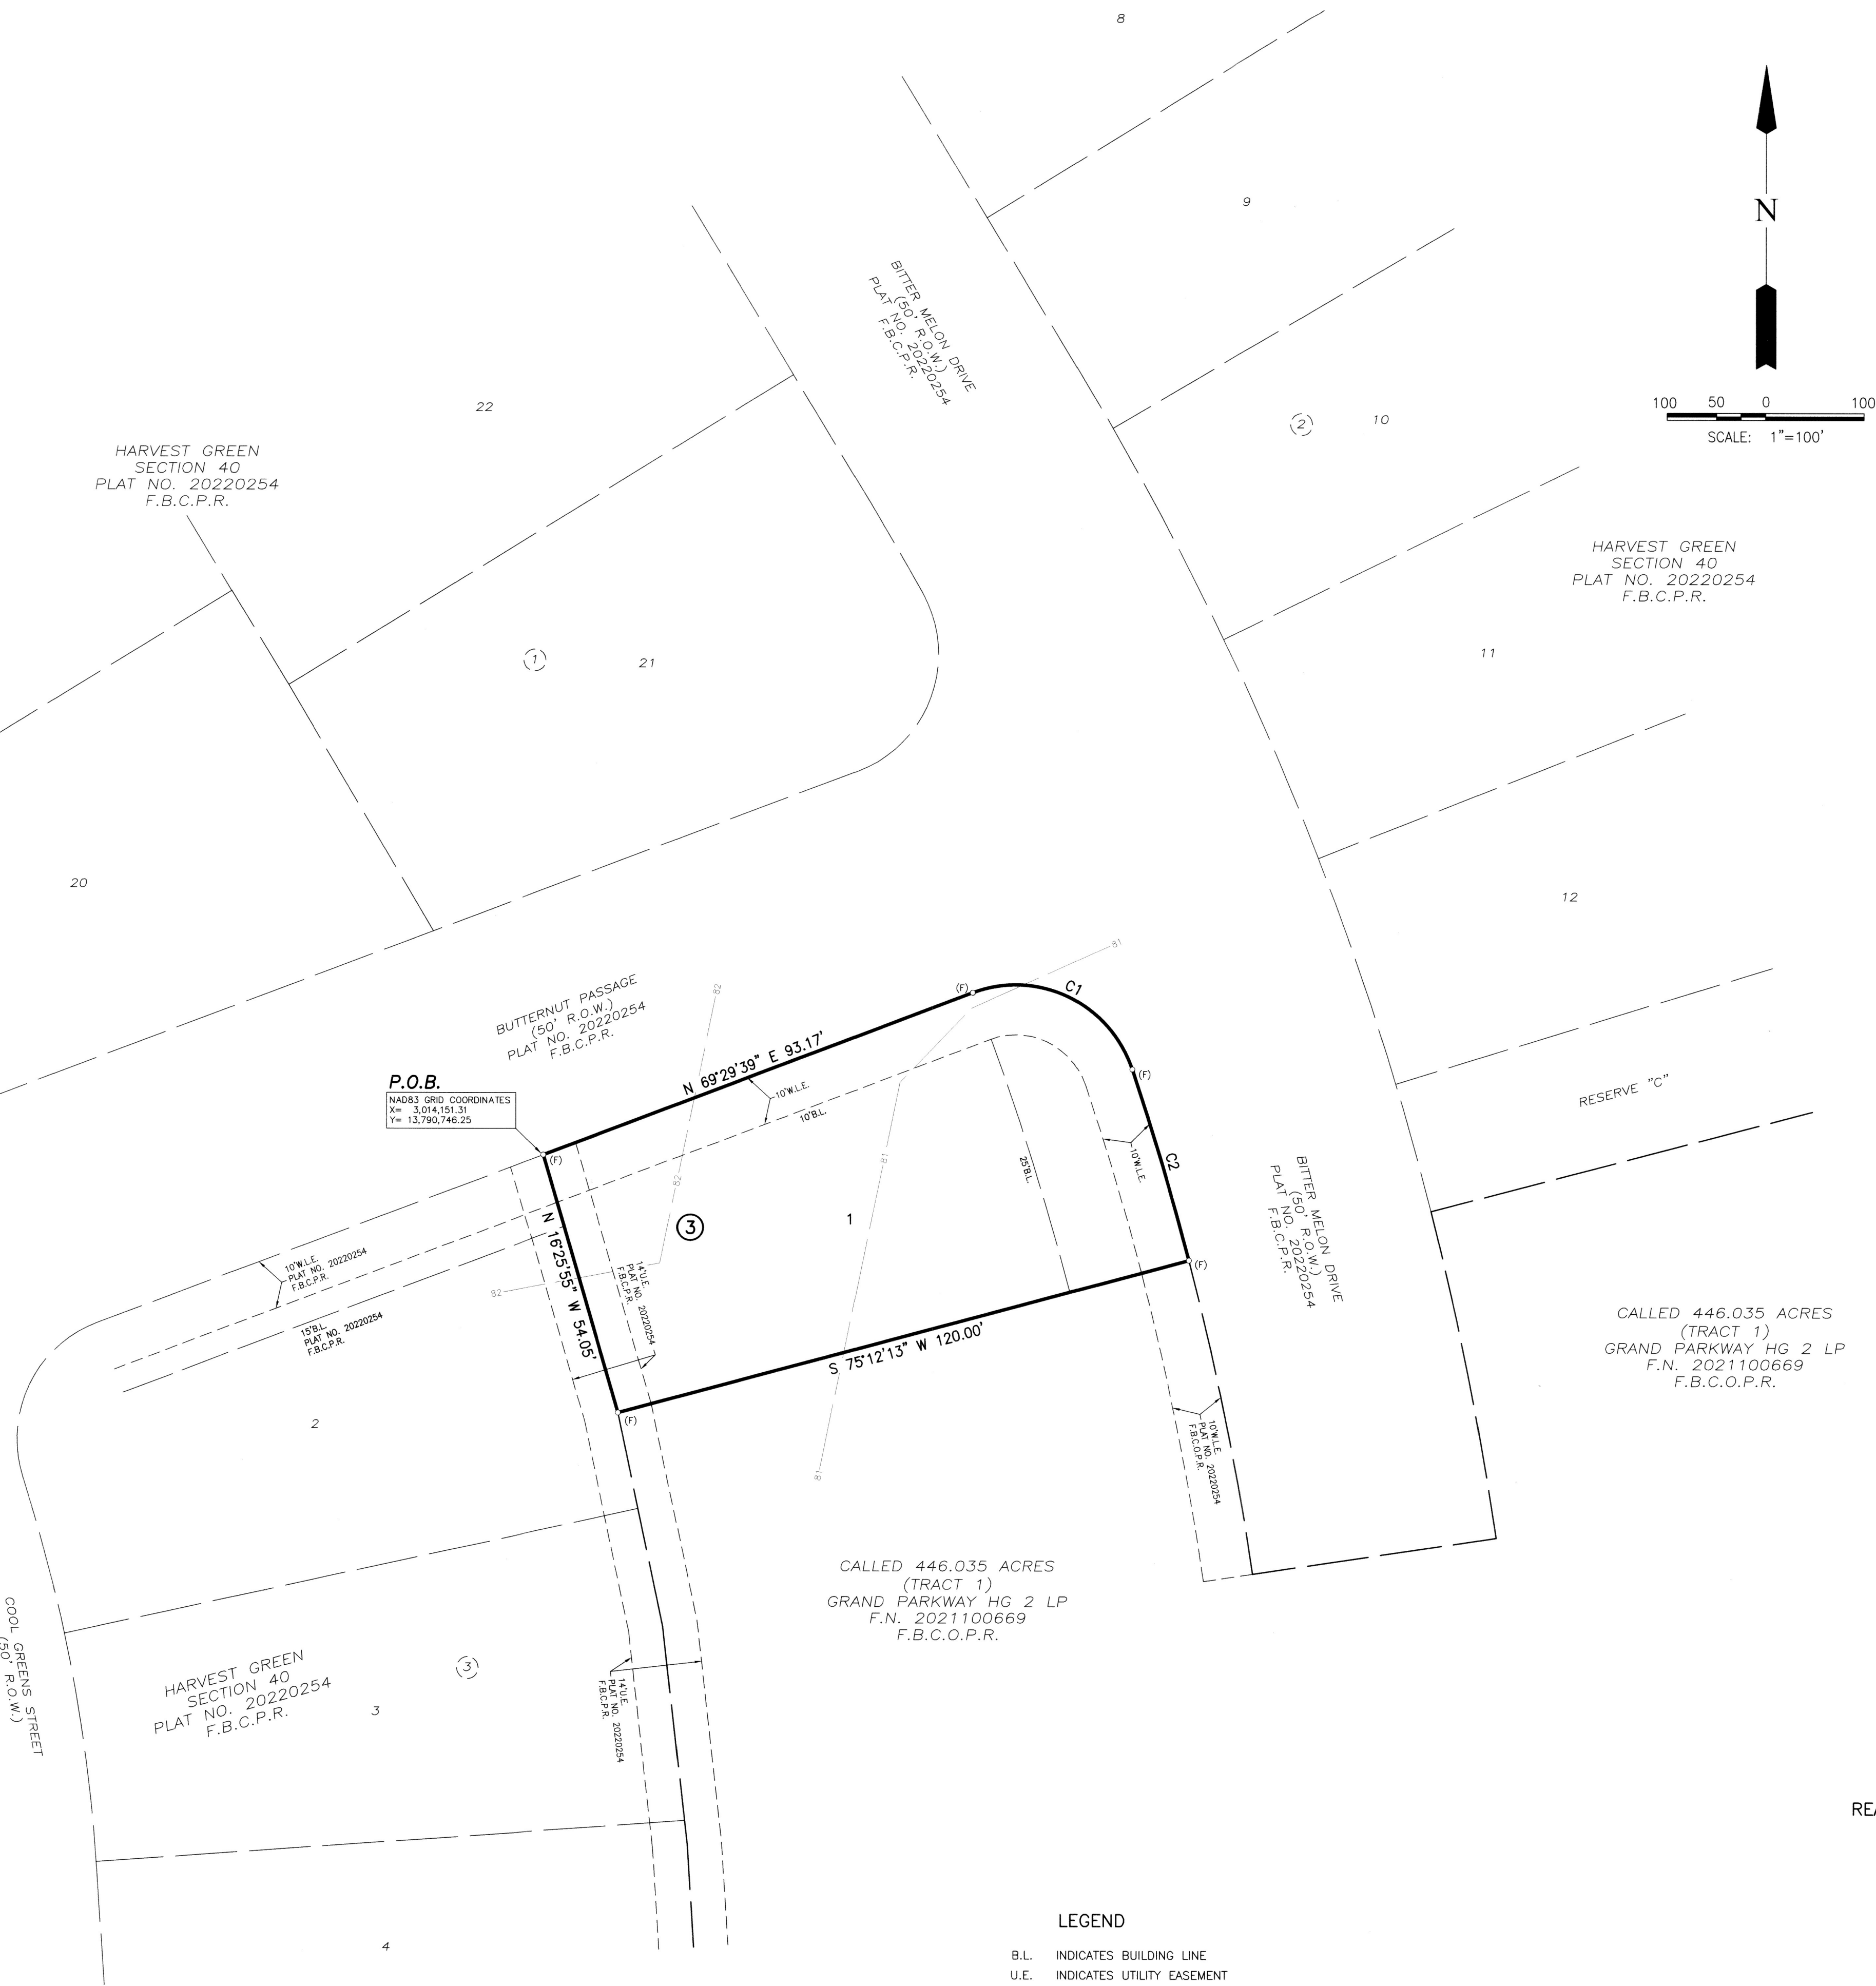 8
9
N
BITTER MELON DRIVE
(50' R.O.W.)
PLAT NO. 20220254
F.B.C.P.R.
100 50 0 100
SCALE: 1"=100'
22
2
10
HARVEST GREEN
SECTION 40
PLAT NO. 20220254
F.B.C.P.R.
HARVEST GREEN
SECTION 40
PLAT NO. 20220254
F.B.C.P.R.
1
21
11
20
12
81
82
BUTTERNUT PASSAGE
(50' R.O.W.)
PLAT NO. 20220254
F.B.C.P.R.
(F)
C1
N 69°29'39" E 93.17'
P.O.B.
NAD83 GRID COORDINATES
X= 3,014,151.31
Y= 13,790,746.25
10'W.L.E.
10'B.L.
(F)
RESERVE "C"
(F)
82
81
25'B.L.
10'W.L.E.
C2
3
1
N 16°25'55" W 54.05'
14'U.E.
PLAT NO. 20220254
F.B.C.P.R.
BITTER MELON DRIVE
(50' R.O.W.)
PLAT NO. 20220254
F.B.C.P.R.
(F)
10'W.L.E.
PLAT NO. 20220254
F.B.C.P.R.
82
15'B.L.
PLAT NO. 20220254
F.B.C.P.R.
S 75°12'13" W 120.00'
CALLED 446.035 ACRES
(TRACT 1)
GRAND PARKWAY HG 2 LP
F.N. 2021100669
F.B.C.O.P.R.
2
(F)
81
10'W.L.E.
PLAT NO. 20220254
F.B.C.O.P.R.
CALLED 446.035 ACRES
(TRACT 1)
GRAND PARKWAY HG 2 LP
F.N. 2021100669
F.B.C.O.P.R.
COOL GREENS STREET
(50' R.O.W.)
HARVEST GREEN
SECTION 40
PLAT NO. 20220254
F.B.C.P.R.
3
3
14'U.E.
PLAT NO. 20220254
F.B.C.P.R.
REA
LEGEND
4
B.L. INDICATES BUILDING LINE
U.E. INDICATES UTILITY EASEMENT